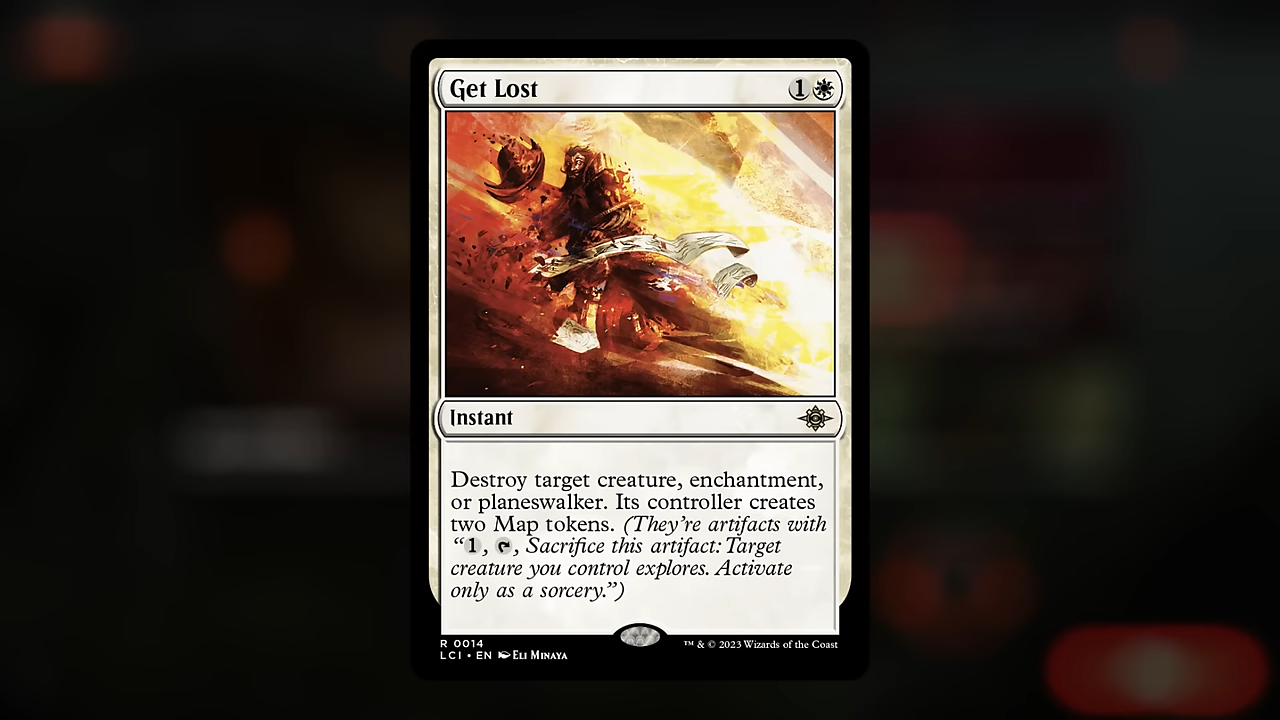 Get Lost 1
Instant
Destroy target creature, enchantment,
or planeswalker. Its controller creates
two Map tokens. (They're artifacts with
“1, , Sacrifice this artifact: Target
creature you control explores. Activate
only as a sorcery.”)
R 0014
LCI • EN Eli Minaya
™ & © 2023 Wizards of the Coast